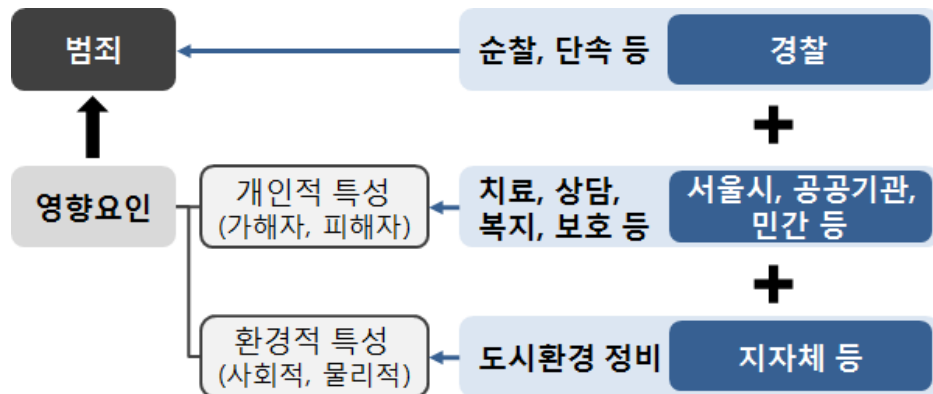 범죄
순찰, 단속 등
경찰
영향요인
개인적 특성
(가해자, 피해자)
치료, 상담,
복지, 보호 등
서울시, 공공기관,
민간 등
환경적 특성
(사회적, 물리적)
도시환경 정비
지자체 등